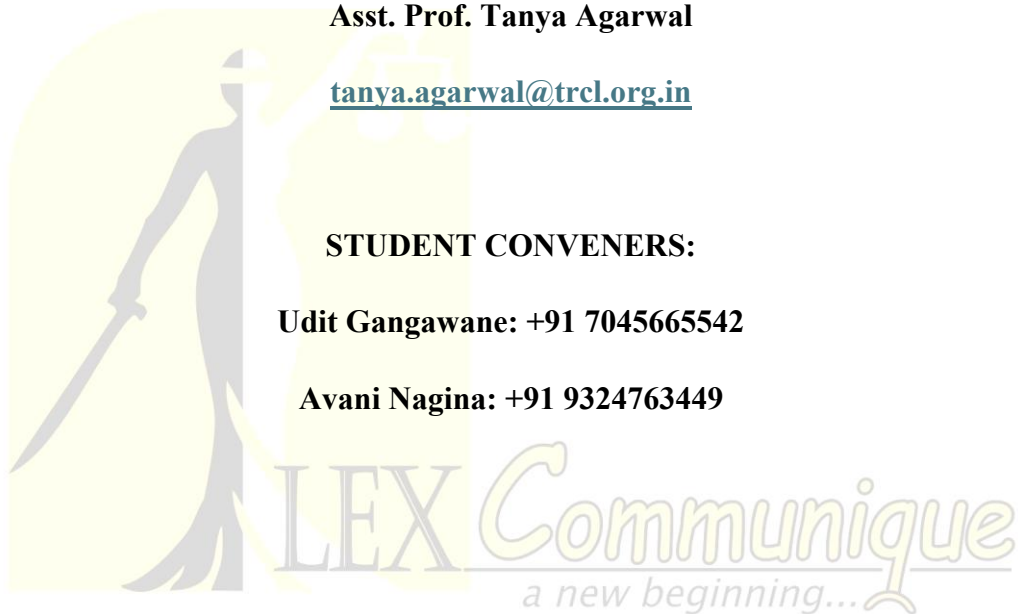 Asst. Prof. Tanya Agarwal
tanya.agarwal@trcl.org.in
STUDENT CONVENERS:
Udit Gangawane: +91 7045665542
Avani Nagina: +91 9324763449
LEX Communique
a new beginning...